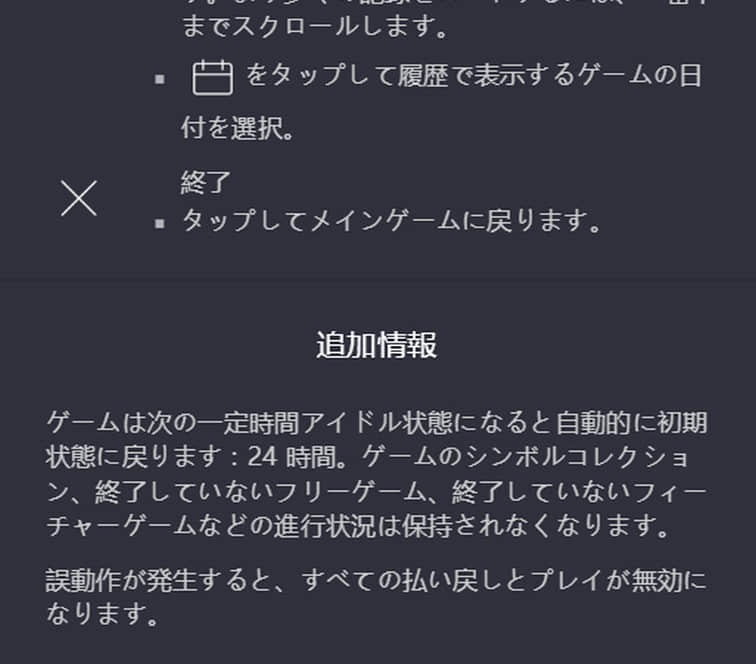 までスクロールします。
をタップして履歴で表示するゲームの日
付を選択。
終了
タップしてメインゲームに戻ります。
追加情報
ゲームは次の一定時間アイドル状態になると自動的に初期
状態に戻ります：24 時間。ゲームのシンボルコレクショ
ン、終了していないフリーゲーム、終了していないフィー
チャーゲームなどの進行状況は保持されなくなります。
誤動作が発生すると、すべての払い戻しとプレイが無効に
なります。